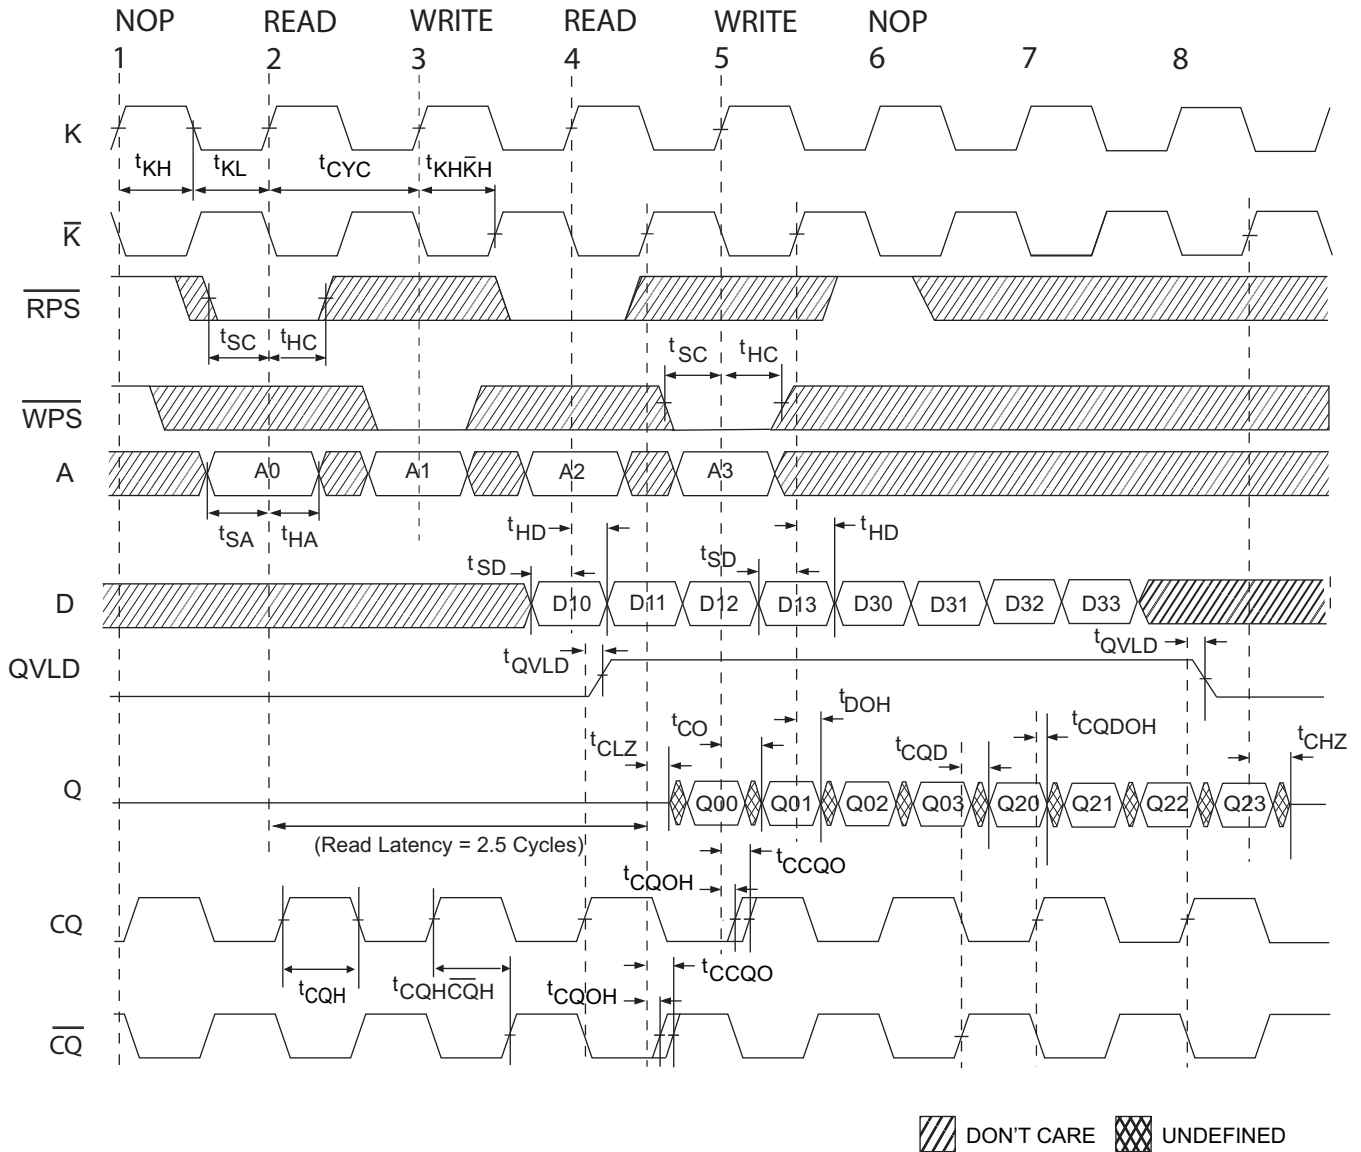 NOP READ WRITE READ WRITE NOP
1 2 3 4 5 6 7 8
K
tKH tKL tCYC tKHK̅H
K̅
R̅P̅S̅
tSC tHC
tSC tHC
W̅P̅S̅
A A0 A1 A2 A3
tSA tHA
tHD tHD
tSD tSD
D D10 D11 D12 D13 D30 D31 D32 D33
QVLD tQVLD tQVLD
tDOH
tCO tCQDOH
tCLZ tCQD tCHZ
Q Q00 Q01 Q02 Q03 Q20 Q21 Q22 Q23
(Read Latency = 2.5 Cycles)
tCCQO
tCQOH
CQ
tCCQO
tCQH tCQHC̅Q̅H tCQOH
C̅Q̅
DON'T CARE UNDEFINED